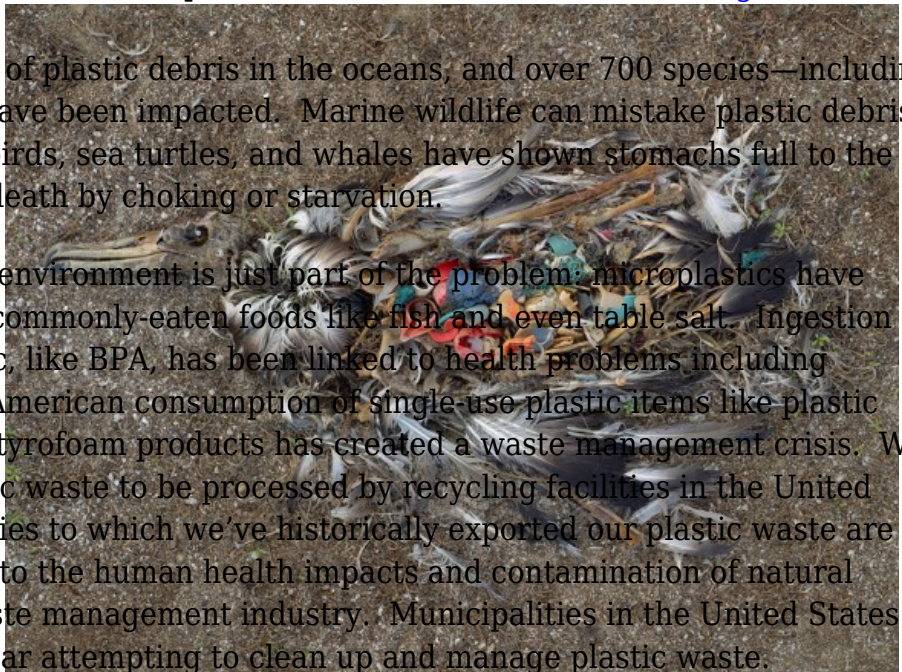 of plastic debris in the oceans, and over 700 species—includin
ave been impacted.  Marine wildlife can mistake plastic debris
irds, sea turtles, and whales have shown stomachs full to the
leath by choking or starvation.
environment is just part of the problem: microplastics have
commonly-eaten foods like fish and even table salt.  Ingestion
c, like BPA, has been linked to health problems including
American consumption of single-use plastic items like plastic
tyrofoam products has created a waste management crisis.  W
c waste to be processed by recycling facilities in the United
ies to which we’ve historically exported our plastic waste are
to the human health impacts and contamination of natural
ste management industry.  Municipalities in the United States
ar attempting to clean up and manage plastic waste.